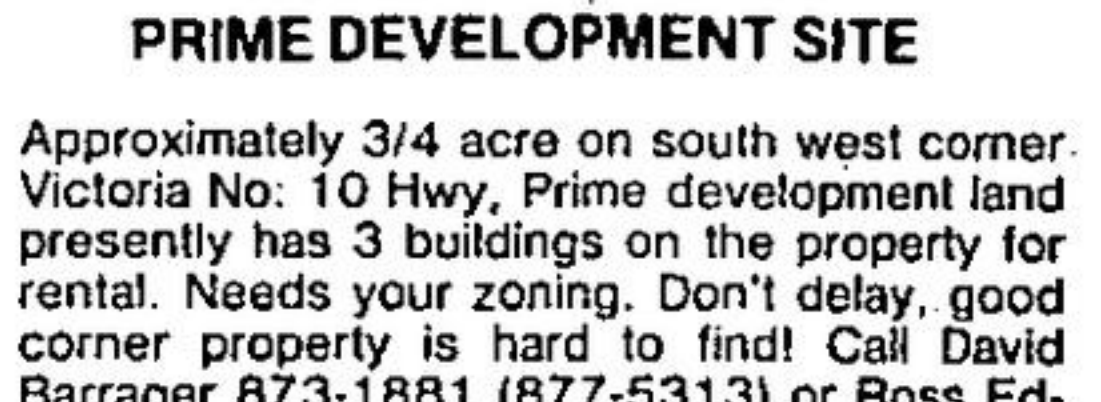 PRIME DEVELOPMENT SITE
Approximately 3/4 acre on south west corner
Victoria No: 10 Hwy, Prime development land
presently has 3 buildings on the property for
rental. Needs your zoning. Don't delay, good
corner property is hard to find! Call David
Barrager 873-1881 (877-5313) or Ross Ed-